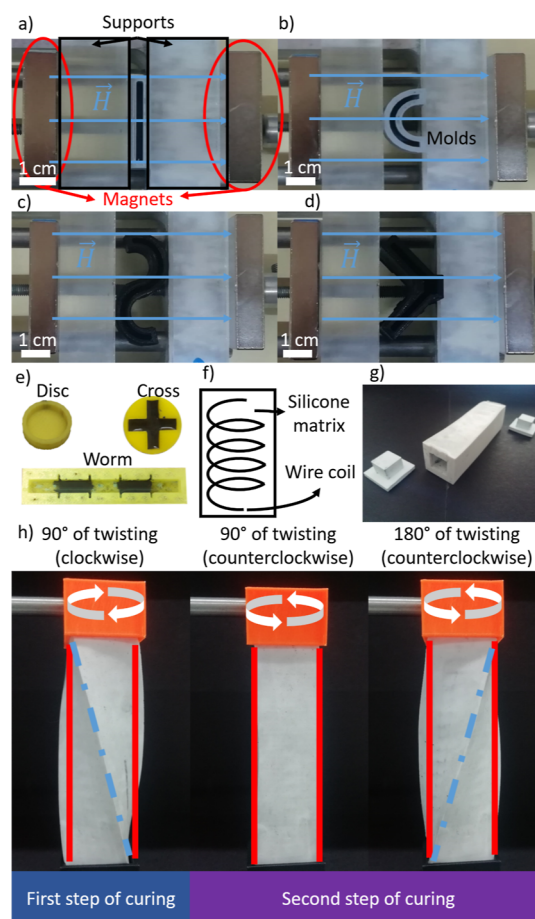 a)
Supports
H
1 cm
Magnets
b)
H
Molds
1 cm
c)
H
1 cm
d)
H
1 cm
e)
Disc
Cross
Worm
f)
Silicone
matrix
Wire coil
g)
h)
90° of twisting
(clockwise)
90° of twisting
(counterclockwise)
180° of twisting
(counterclockwise)
First step of curing
Second step of curing